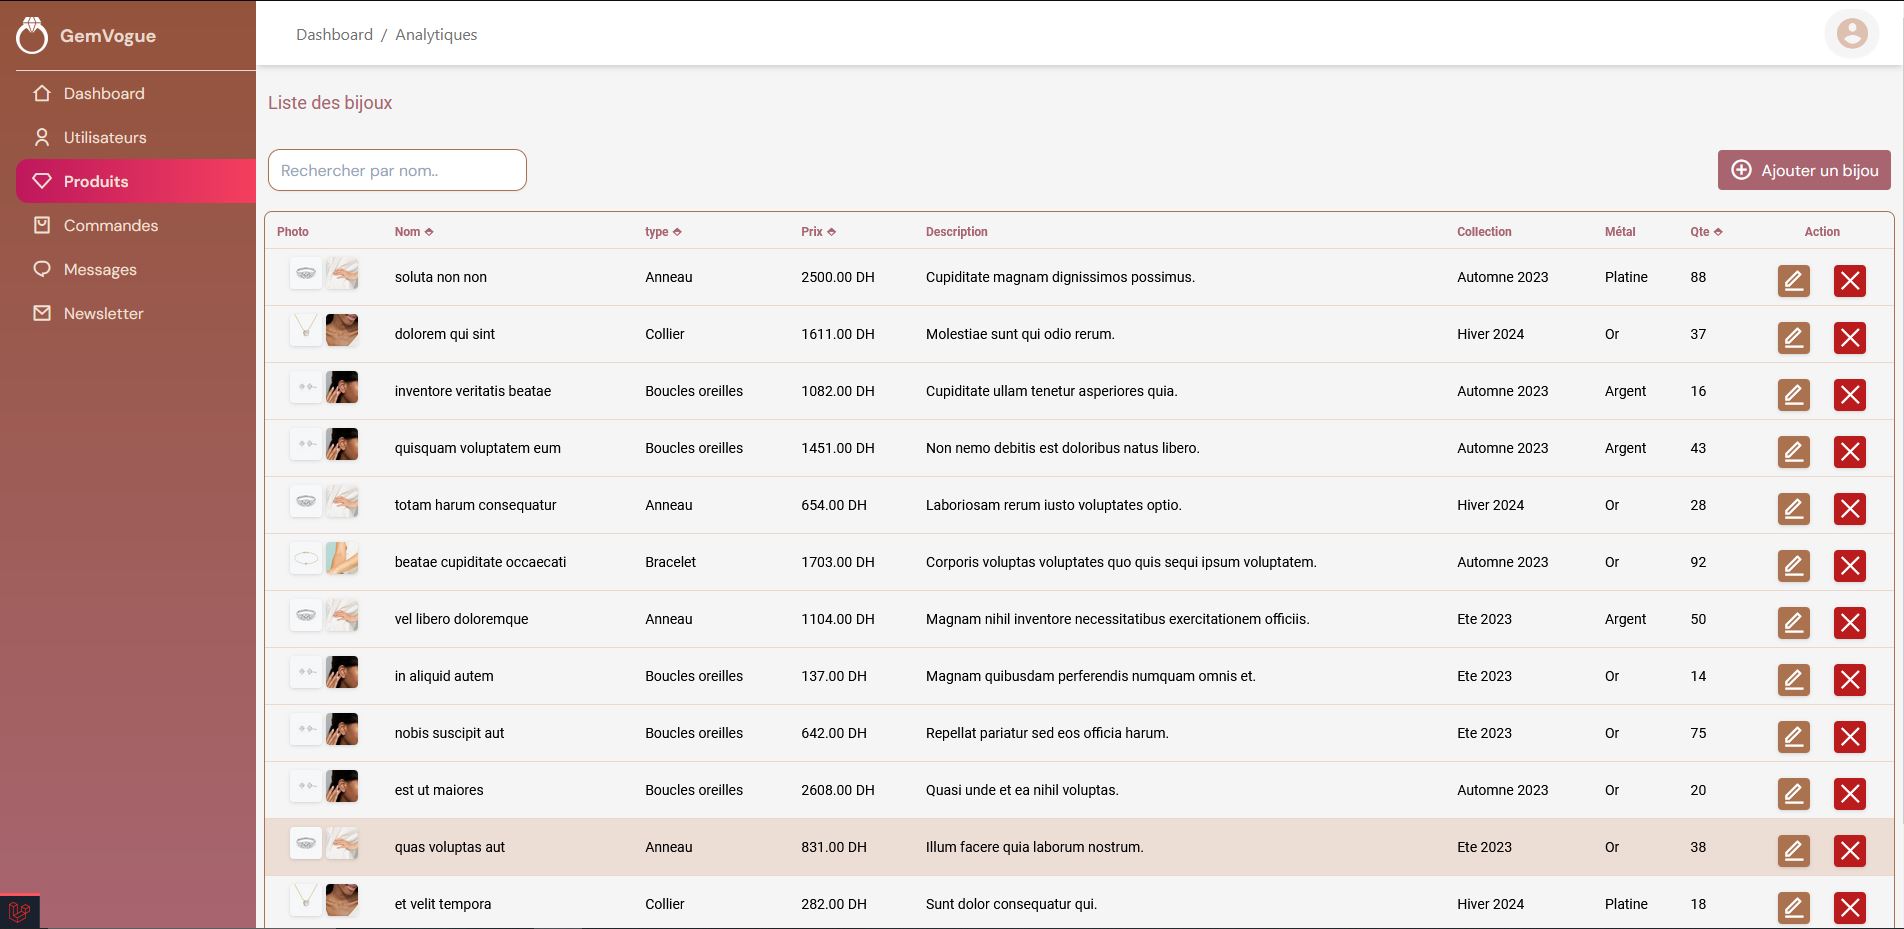 GemVogue
Dashboard / Analytiques
Dashboard
Utilisateurs
Produits
Commandes
Messages
Newsletter
Liste des bijoux
Rechercher par nom..
Ajouter un bijou
Photo Nom type Prix Description Collection Métal Qte Action
soluta non non Anneau 2500.00 DH Cupiditate magnam dignissimos possimus. Automne 2023 Platine 88
dolorem qui sint Collier 1611.00 DH Molestiae sunt qui odio rerum. Hiver 2024 Or 37
inventore veritatis beatae Boucles oreilles 1082.00 DH Cupiditate ullam tenetur asperiores quia. Automne 2023 Argent 16
quisquam voluptatem eum Boucles oreilles 1451.00 DH Non nemo debitis est doloribus natus libero. Automne 2023 Argent 43
totam harum consequatur Anneau 654.00 DH Laboriosam rerum iusto voluptates optio. Hiver 2024 Or 28
beatae cupiditate occaecati Bracelet 1703.00 DH Corporis voluptas voluptates quo quis sequi ipsum voluptatem. Automne 2023 Or 92
vel libero doloremque Anneau 1104.00 DH Magnam nihil inventore necessitatibus exercitationem officiis. Ete 2023 Argent 50
in aliquid autem Boucles oreilles 137.00 DH Magnam quibusdam perferendis numquam omnis et. Ete 2023 Or 14
nobis suscipit aut Boucles oreilles 642.00 DH Repellat pariatur sed eos officia harum. Ete 2023 Or 75
est ut maiores Boucles oreilles 2608.00 DH Quasi unde et ea nihil voluptas. Automne 2023 Or 20
quas voluptas aut Anneau 831.00 DH Illum facere quia laborum nostrum. Ete 2023 Or 38
et velit tempora Collier 282.00 DH Sunt dolor consequatur qui. Hiver 2024 Platine 18